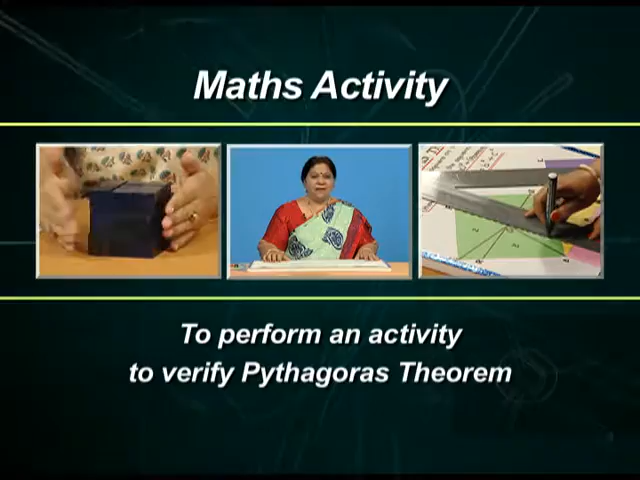 Maths Activity
To perform an activity
to verify Pythagoras Theorem